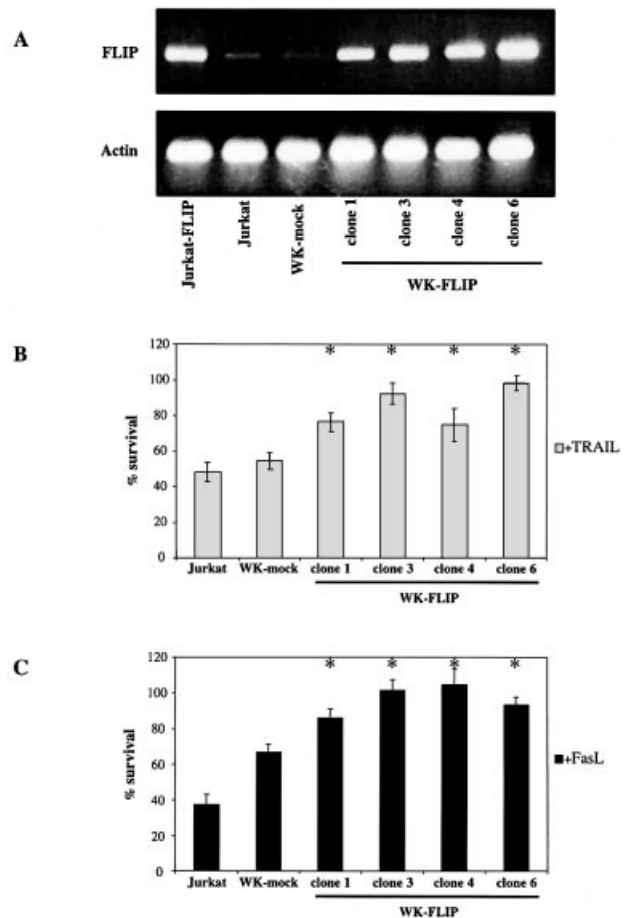 A
FLIP
Actin
Jurkat-FLIP
Jurkat
WK-mock
clone 1
clone 3
clone 4
clone 6
WK-FLIP
B
120
100
80
60
40
20
0
% survival
* * * *
Jurkat WK-mock clone 1 clone 3 clone 4 clone 6
WK-FLIP
+TRAIL
C
120
100
80
60
40
20
0
% survival
* * * *
Jurkat WK-mock clone 1 clone 3 clone 4 clone 6
WK-FLIP
+FasL